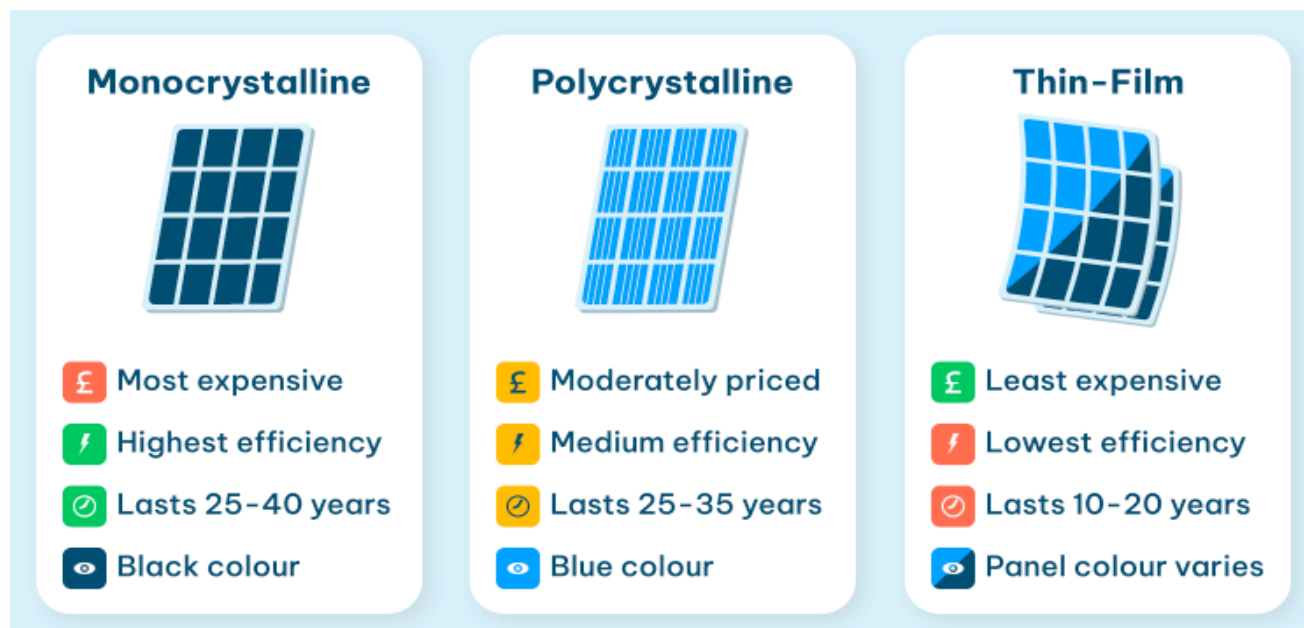 Monocrystalline
£ Most expensive
Highest efficiency
Lasts 25-40 years
Black colour
Polycrystalline
£ Moderately priced
Medium efficiency
Lasts 25-35 years
Blue colour
Thin-Film
£ Least expensive
Lowest efficiency
Lasts 10-20 years
Panel colour varies